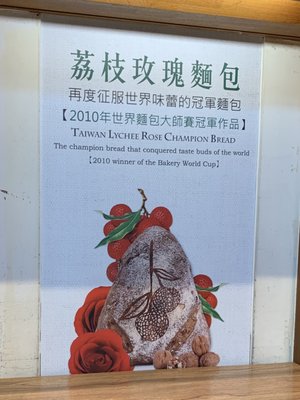 荔枝玫瑰麵包
再度征服世界味蕾的冠軍麵包
【2010年世界麵包大師賽冠軍作品】
TAIWAN LYCHEE ROSE CHAMPION BREAD
The champion bread that conquered taste buds of the world
【2010 winner of the Bakery World Cup】